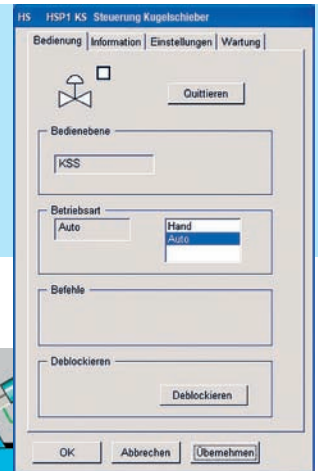 HS HSP1 KS Steuerung Kugelschieber
Bedienung Information Einstellungen Wartung
Quittieren
Bedienebene
KSS
Betriebsart
Auto
Hand
Auto
Befehle
Deblockieren
Deblockieren
OK Abbrechen Übernehmen